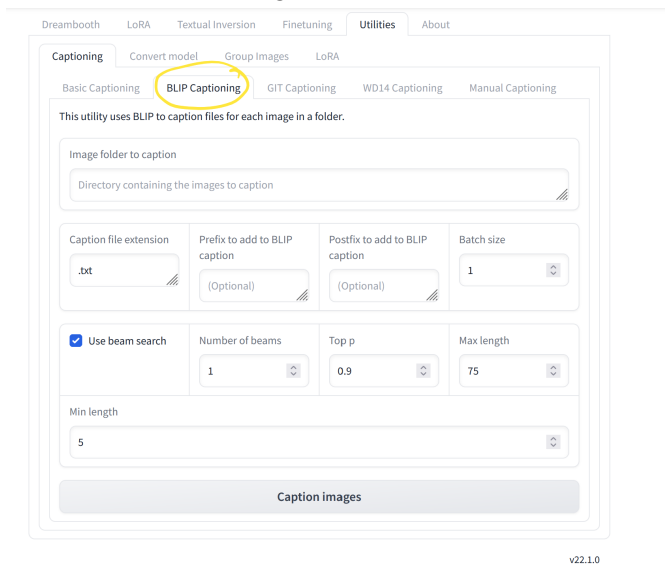 Dreambooth LoRA Textual Inversion Finetuning Utilities About
Captioning Convert model Group Images LoRA
Basic Captioning BLIP Captioning GIT Captioning WD14 Captioning Manual Captioning
This utility uses BLIP to caption files for each image in a folder.
Image folder to caption
Directory containing the images to caption
Caption file extension
.txt
Prefix to add to BLIP
caption
(Optional)
Postfix to add to BLIP
caption
(Optional)
Batch size
1
Use beam search
Number of beams
1
Top p
0.9
Max length
75
Min length
5
Caption images
v22.1.0